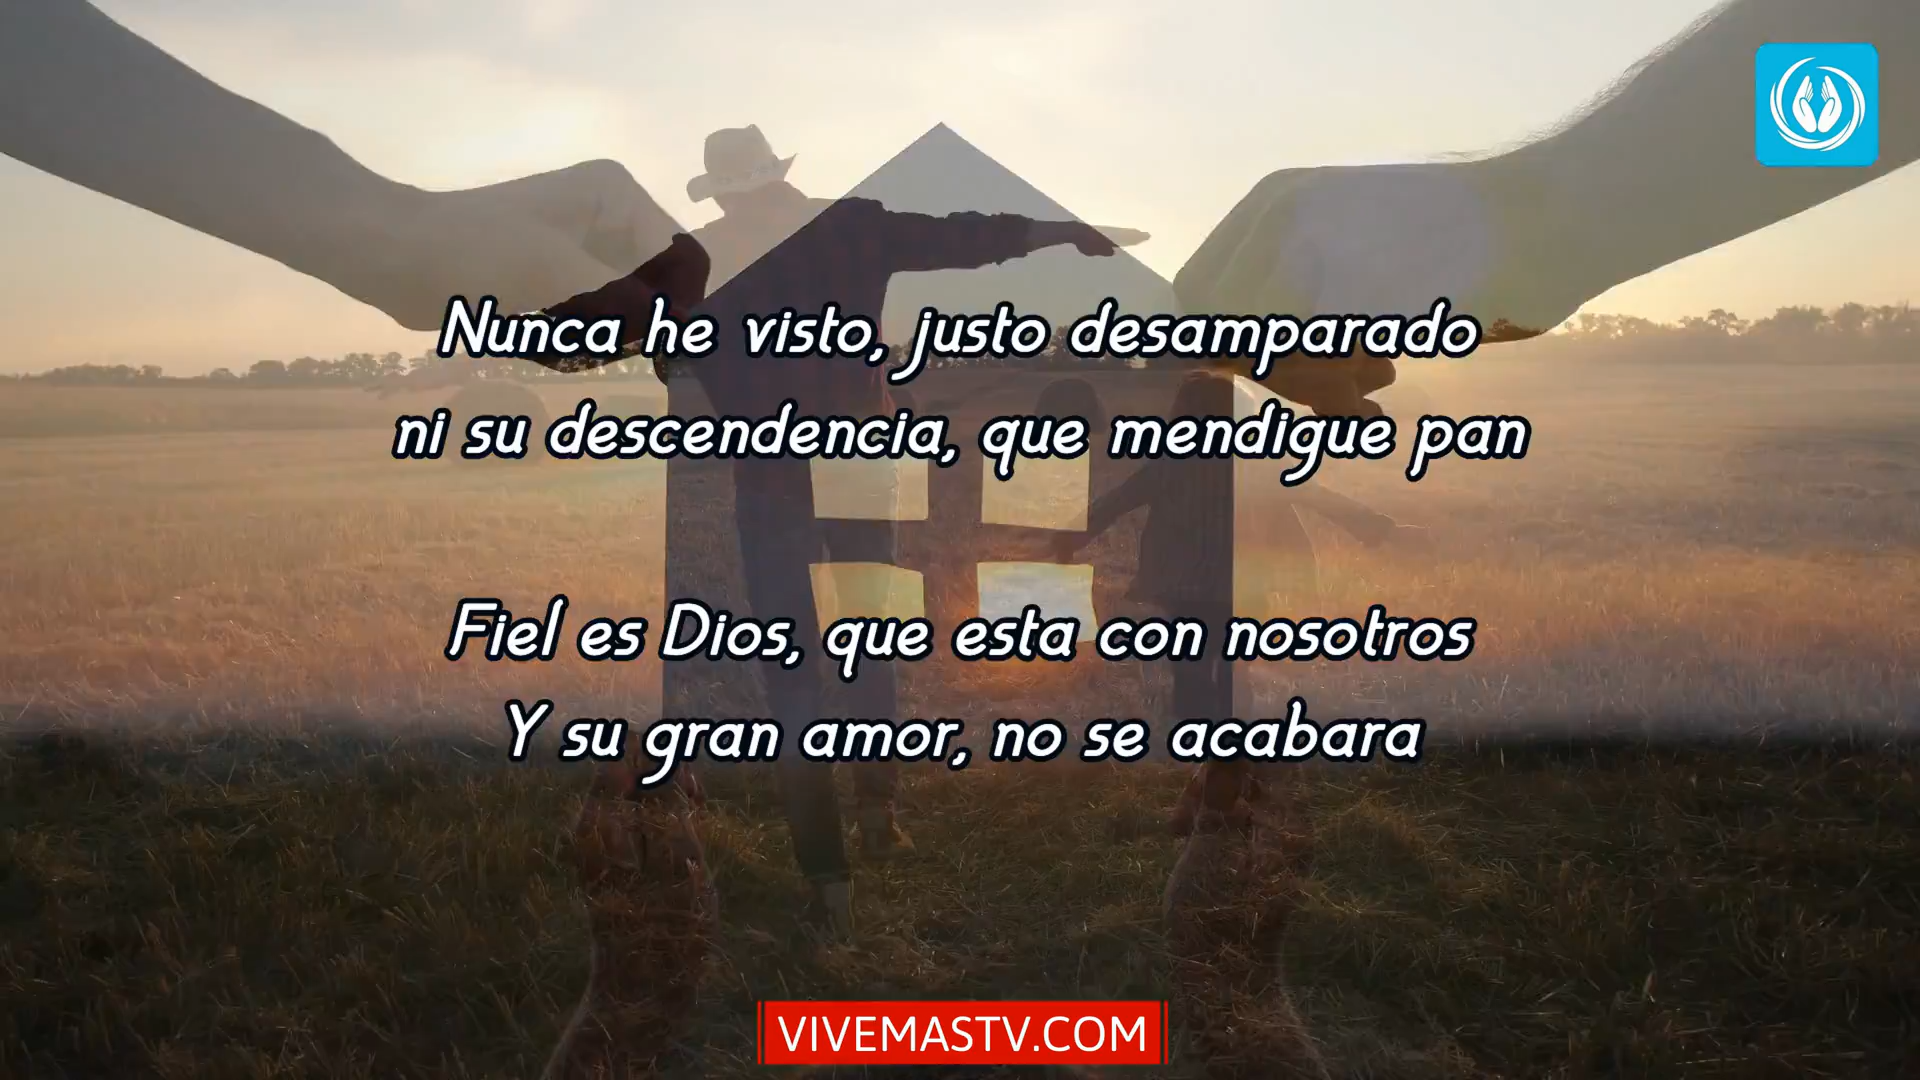 Nunca he visto, justo desamparado
ni su descendencia, que mendigue pan
Fiel es Dios, que esta con nosotros
Y su gran amor, no se acabara
VIVEMASTV.COM